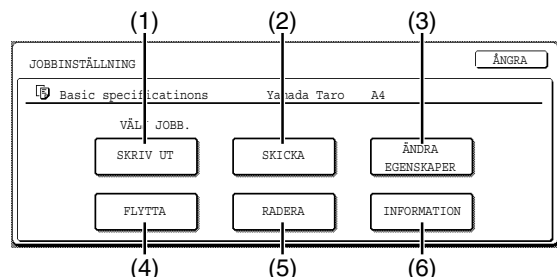 (1) (2) (3)
JOBBINSTÄLLNING ÅNGRA
Basic specificatinons Yamada Taro A4
VÄLJ JOBB.
SKRIV UT SKICKA ÄNDRA
EGENSKAPER
FLYTTA RADERA INFORMATION
(4) (5) (6)